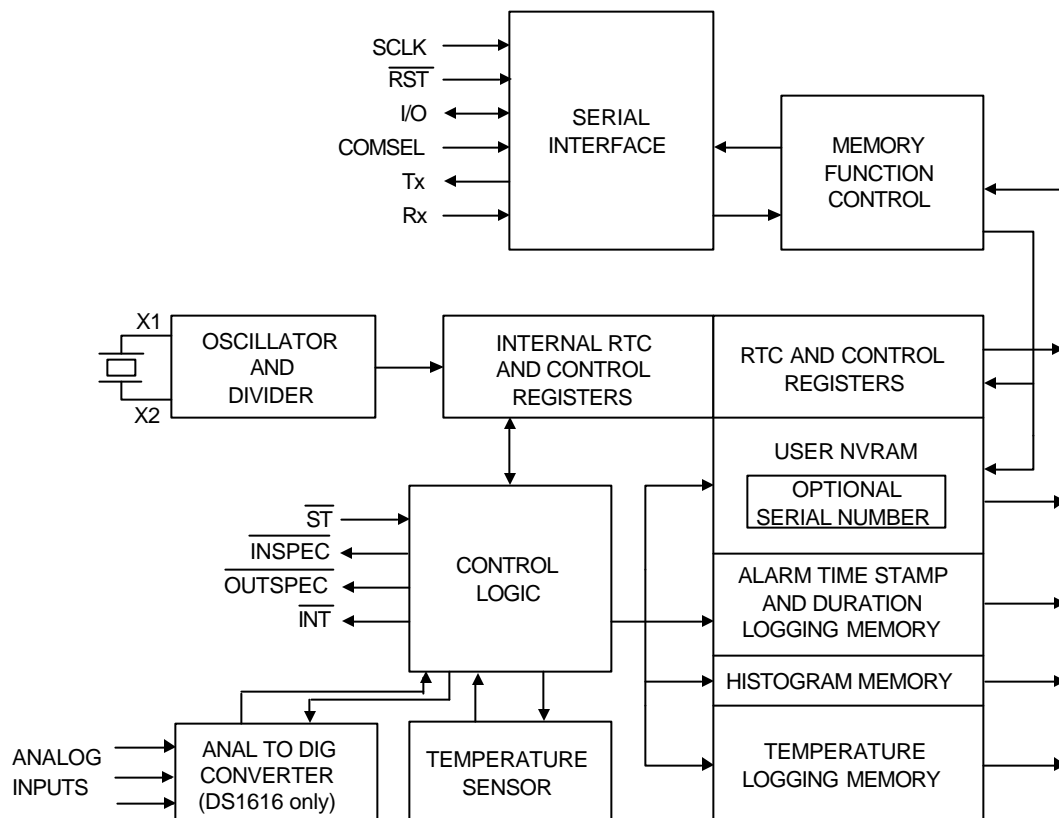 SCLK
RST
I/O
COMSEL
Tx
Rx
SERIAL
INTERFACE
MEMORY
FUNCTION
CONTROL
X1
X2
OSCILLATOR
AND
DIVIDER
INTERNAL RTC
AND CONTROL
REGISTERS
RTC AND CONTROL
REGISTERS
USER NVRAM
OPTIONAL
SERIAL NUMBER
ST
INSPEC
OUTSPEC
INT
CONTROL
LOGIC
ALARM TIME STAMP
AND DURATION
LOGGING MEMORY
HISTOGRAM MEMORY
ANALOG
INPUTS
ANAL TO DIG
CONVERTER
(DS1616 only)
TEMPERATURE
SENSOR
TEMPERATURE
LOGGING MEMORY